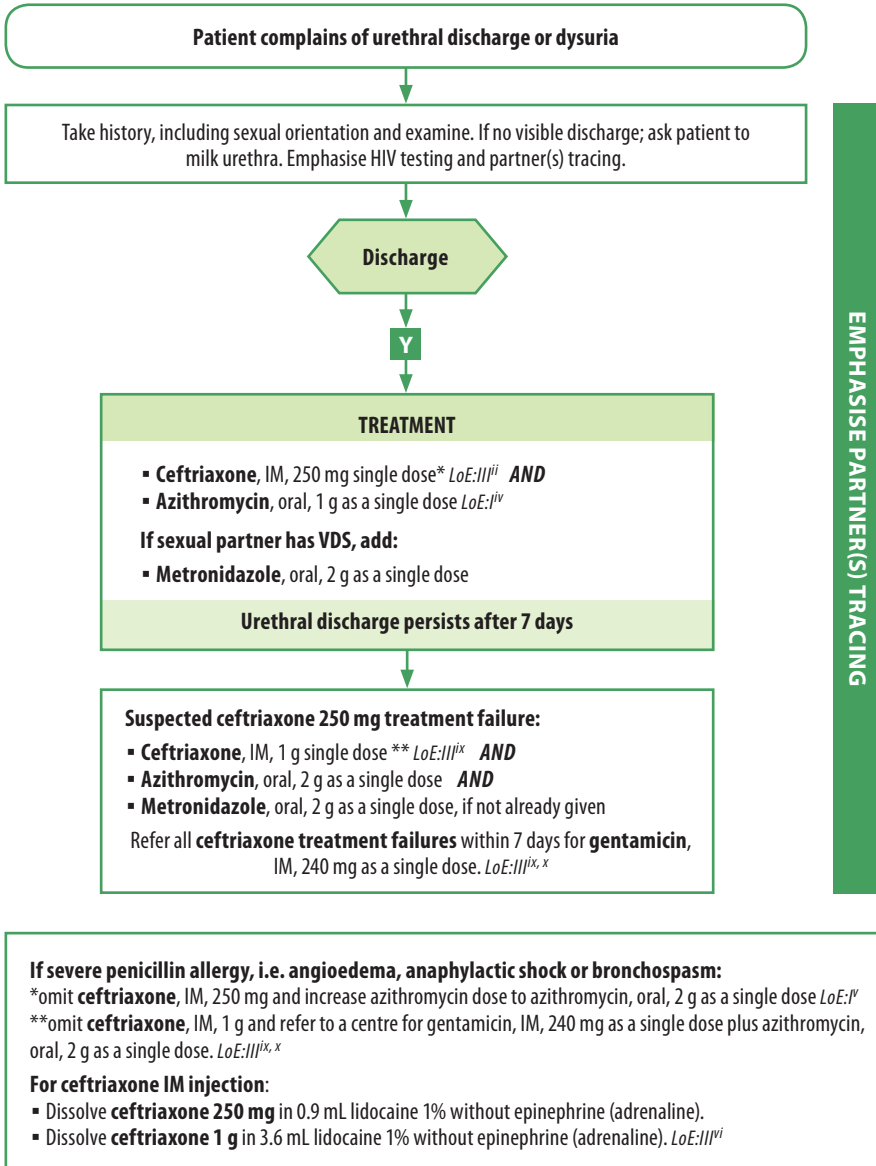 Patient complains of urethral discharge or dysuria
Take history, including sexual orientation and examine. If no visible discharge; ask patient to
milk urethra. Emphasise HIV testing and partner(s) tracing.
Discharge
Y
TREATMENT
▪ Ceftriaxone, IM, 250 mg single dose* LoE:III^ii AND
▪ Azithromycin, oral, 1 g as a single dose LoE:I^iv
If sexual partner has VDS, add:
▪ Metronidazole, oral, 2 g as a single dose
Urethral discharge persists after 7 days
Suspected ceftriaxone 250 mg treatment failure:
▪ Ceftriaxone, IM, 1 g single dose ** LoE:III^ix AND
▪ Azithromycin, oral, 2 g as a single dose AND
▪ Metronidazole, oral, 2 g as a single dose, if not already given
Refer all ceftriaxone treatment failures within 7 days for gentamicin,
IM, 240 mg as a single dose. LoE:III^ix, x
EMPHASISE PARTNER(S) TRACING
If severe penicillin allergy, i.e. angioedema, anaphylactic shock or bronchospasm:
*omit ceftriaxone, IM, 250 mg and increase azithromycin dose to azithromycin, oral, 2 g as a single dose LoE:I^v
**omit ceftriaxone, IM, 1 g and refer to a centre for gentamicin, IM, 240 mg as a single dose plus azithromycin,
oral, 2 g as a single dose. LoE:III^ix, x
For ceftriaxone IM injection:
▪ Dissolve ceftriaxone 250 mg in 0.9 mL lidocaine 1% without epinephrine (adrenaline).
▪ Dissolve ceftriaxone 1 g in 3.6 mL lidocaine 1% without epinephrine (adrenaline). LoE:III^vi